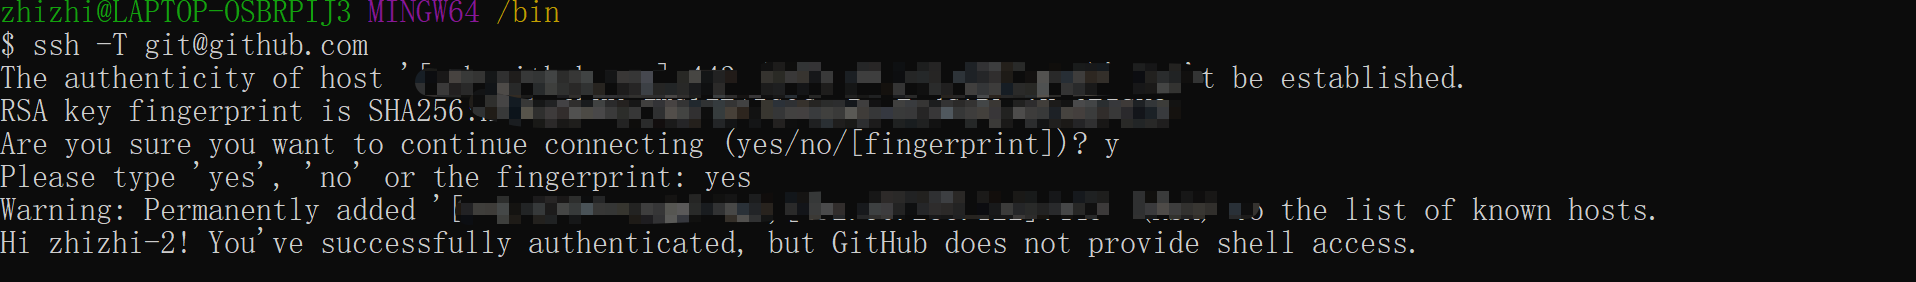 zhizhi@LAPTOP-OSBRPIJ3 MINGW64 /bin
$ ssh -T git@github.com
The authenticity of host '[ 't be established.
RSA key fingerprint is SHA256:
Are you sure you want to continue connecting (yes/no/[fingerprint])? y
Please type 'yes', 'no' or the fingerprint: yes
Warning: Permanently added '[ to the list of known hosts.
Hi zhizhi-2! You've successfully authenticated, but GitHub does not provide shell access.